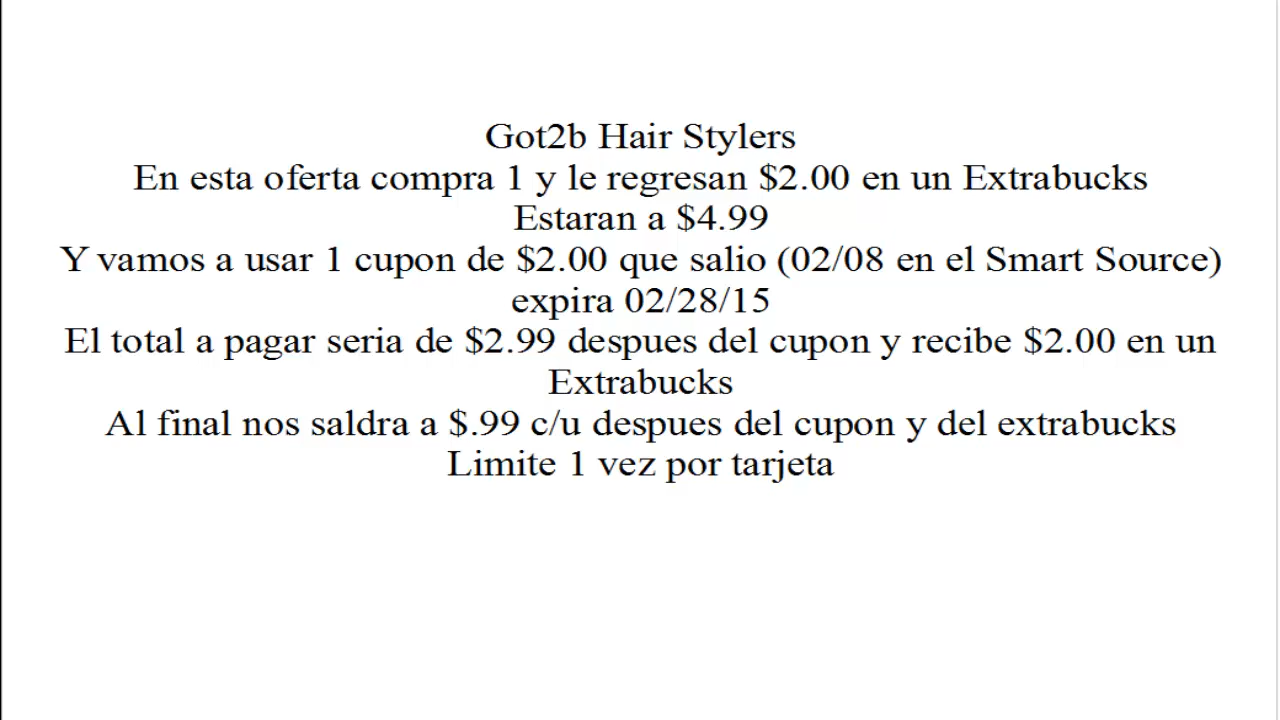 Got2b Hair Stylers
En esta oferta compra 1 y le regresan $2.00 en un Extrabucks
Estaran a $4.99
Y vamos a usar 1 cupon de $2.00 que salio (02/08 en el Smart Source)
expira 02/28/15
El total a pagar seria de $2.99 despues del cupon y recibe $2.00 en un
Extrabucks
Al final nos saldra a $.99 c/u despues del cupon y del extrabucks
Limite 1 vez por tarjeta